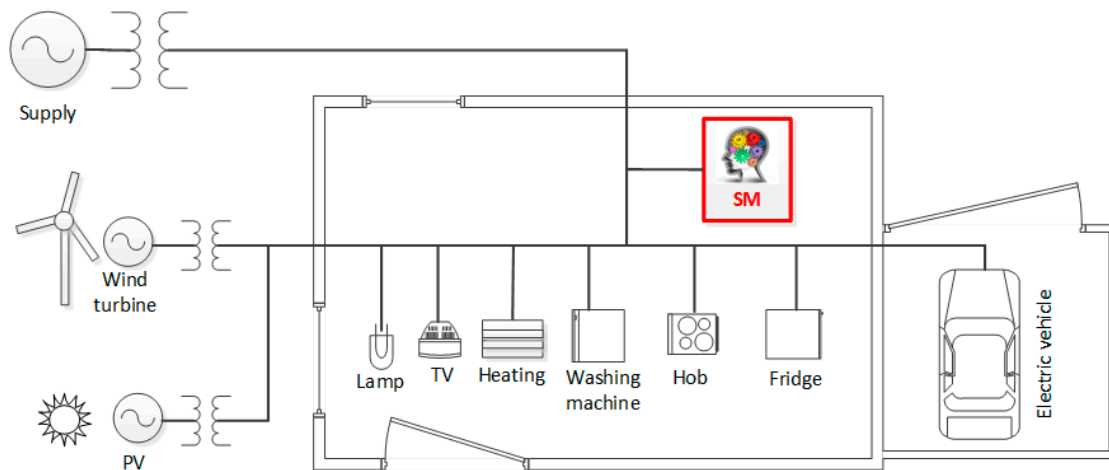 Supply
SM
Wind
turbine
Lamp
TV
Heating
Washing
machine
Hob
Fridge
Electric vehicle
PV